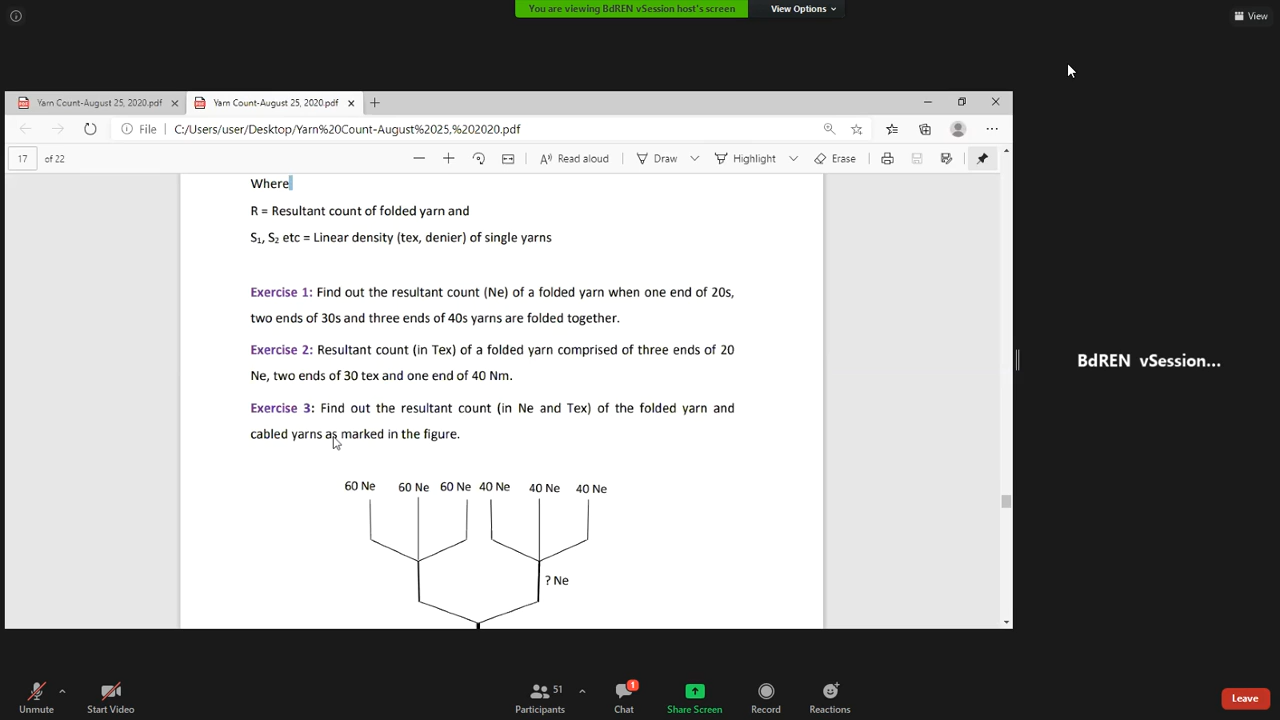 You are viewing BdREN vSession host's screen
View Options
View
Yarn Count-August 25, 2020.pdf
Yarn Count-August 25, 2020.pdf
File
C:/Users/user/Desktop/Yarn%20Count-August%2025,%202020.pdf
17 of 22
Read aloud
Draw
Highlight
Erase
Where
R = Resultant count of folded yarn and
S₁, S₂ etc = Linear density (tex, denier) of single yarns
Exercise 1: Find out the resultant count (Ne) of a folded yarn when one end of 20s,
two ends of 30s and three ends of 40s yarns are folded together.
Exercise 2: Resultant count (in Tex) of a folded yarn comprised of three ends of 20
Ne, two ends of 30 tex and one end of 40 Nm.
Exercise 3: Find out the resultant count (in Ne and Tex) of the folded yarn and
cabled yarns as marked in the figure.
60 Ne 60 Ne 60 Ne 40 Ne 40 Ne 40 Ne
? Ne
BdREN vSession...
Unmute
Start Video
51
Participants
1
Chat
Share Screen
Record
Reactions
Leave